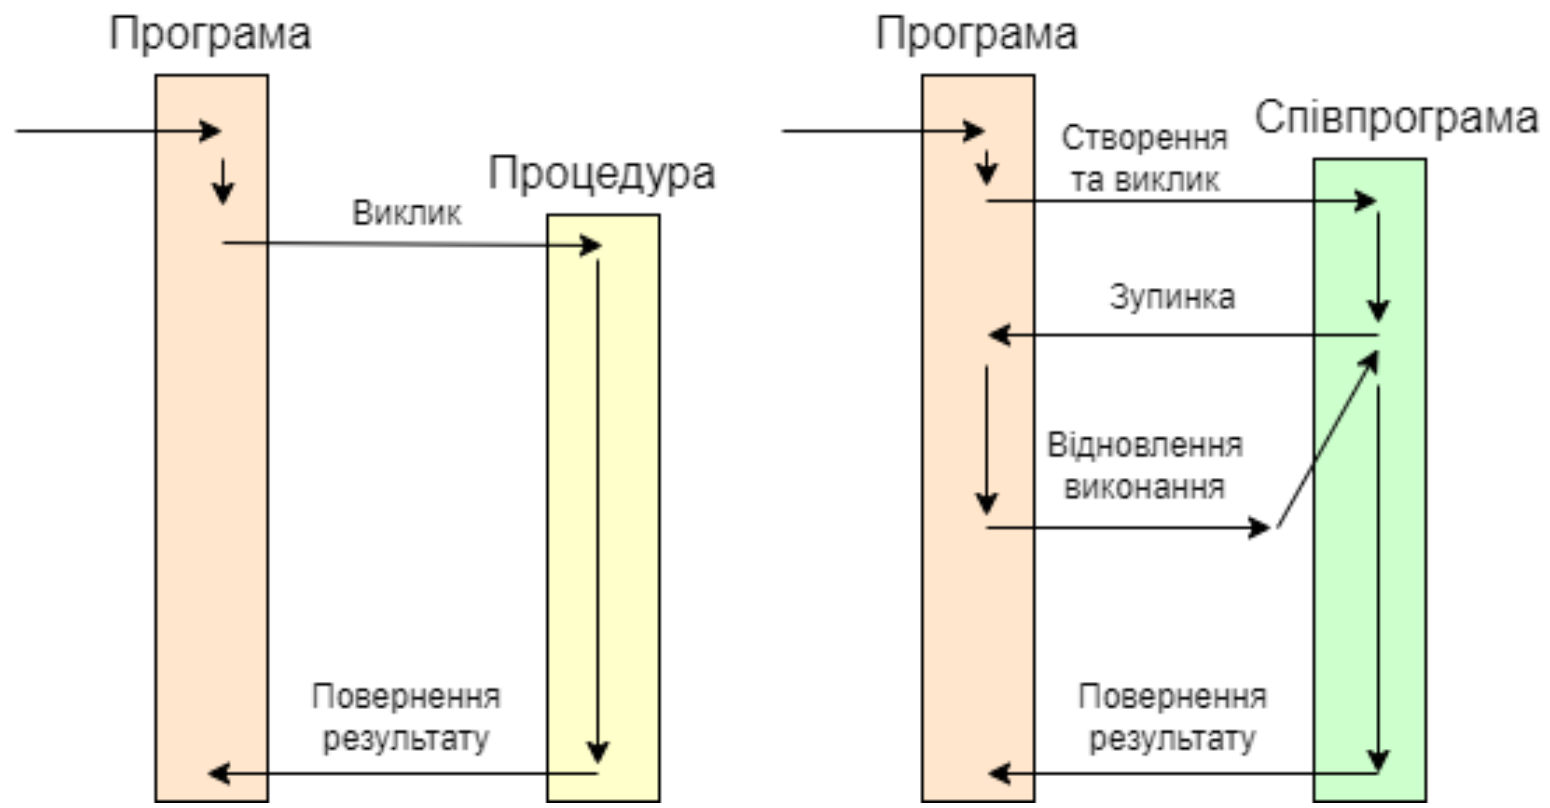 Програма
Процедура
Виклик
Повернення
результату
Програма
Співпрограма
Створення
та виклик
Зупинка
Відновлення
виконання
Повернення
результату